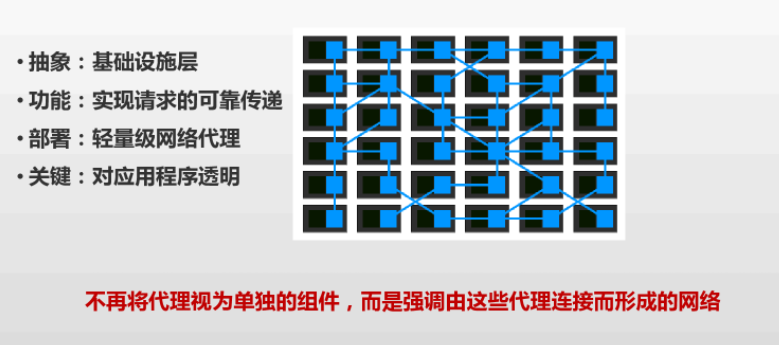 • 抽象：基础设施层
• 功能：实现请求的可靠传递
• 部署：轻量级网络代理
• 关键：对应用程序透明
不再将代理视为单独的组件，而是强调由这些代理连接而形成的网络